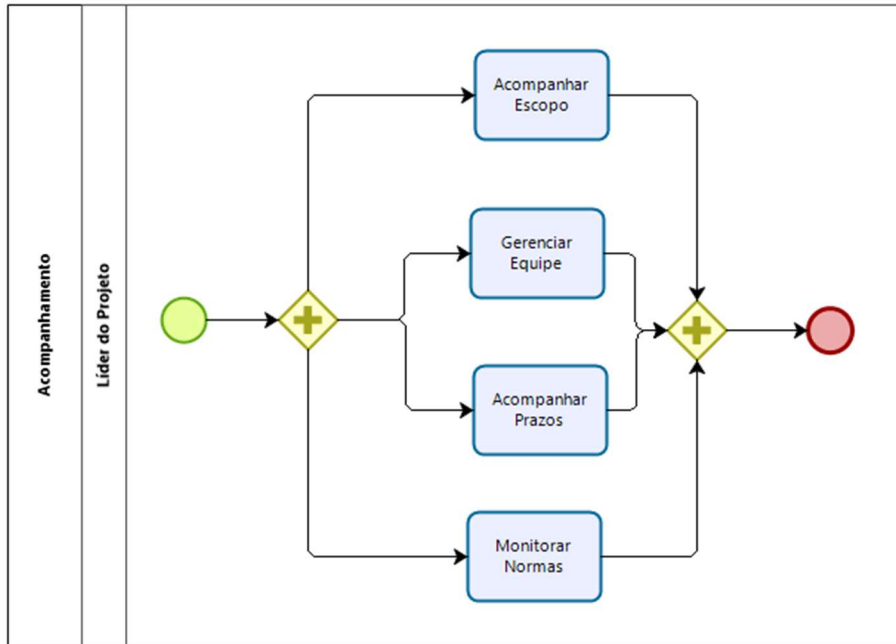 Acompanhamento
Líder do Projeto
Acompanhar
Escopo
Gerenciar
Equipe
Acompanhar
Prazos
Monitorar
Normas